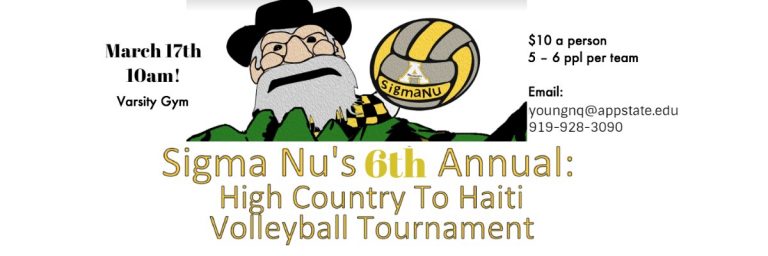 March 17th
10am!
Varsity Gym
SigmaNu
$10 a person
5 – 6 ppl per team
Email:
youngnq@appstate.edu
919-928-3090
Sigma Nu's 6th Annual:
High Country To Haiti
Volleyball Tournament